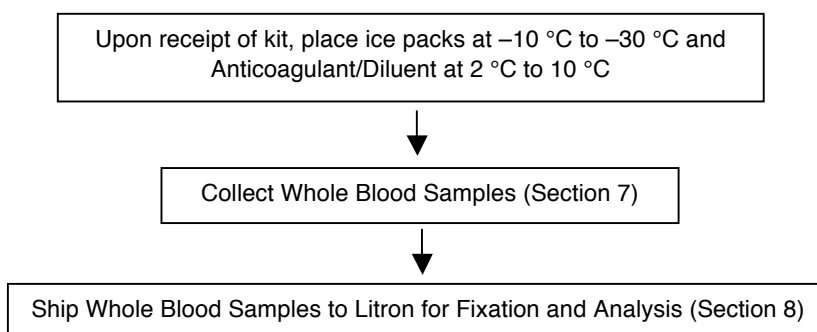 Upon receipt of kit, place ice packs at –10 °C to –30 °C and
Anticoagulant/Diluent at 2 °C to 10 °C
Collect Whole Blood Samples (Section 7)
Ship Whole Blood Samples to Litron for Fixation and Analysis (Section 8)